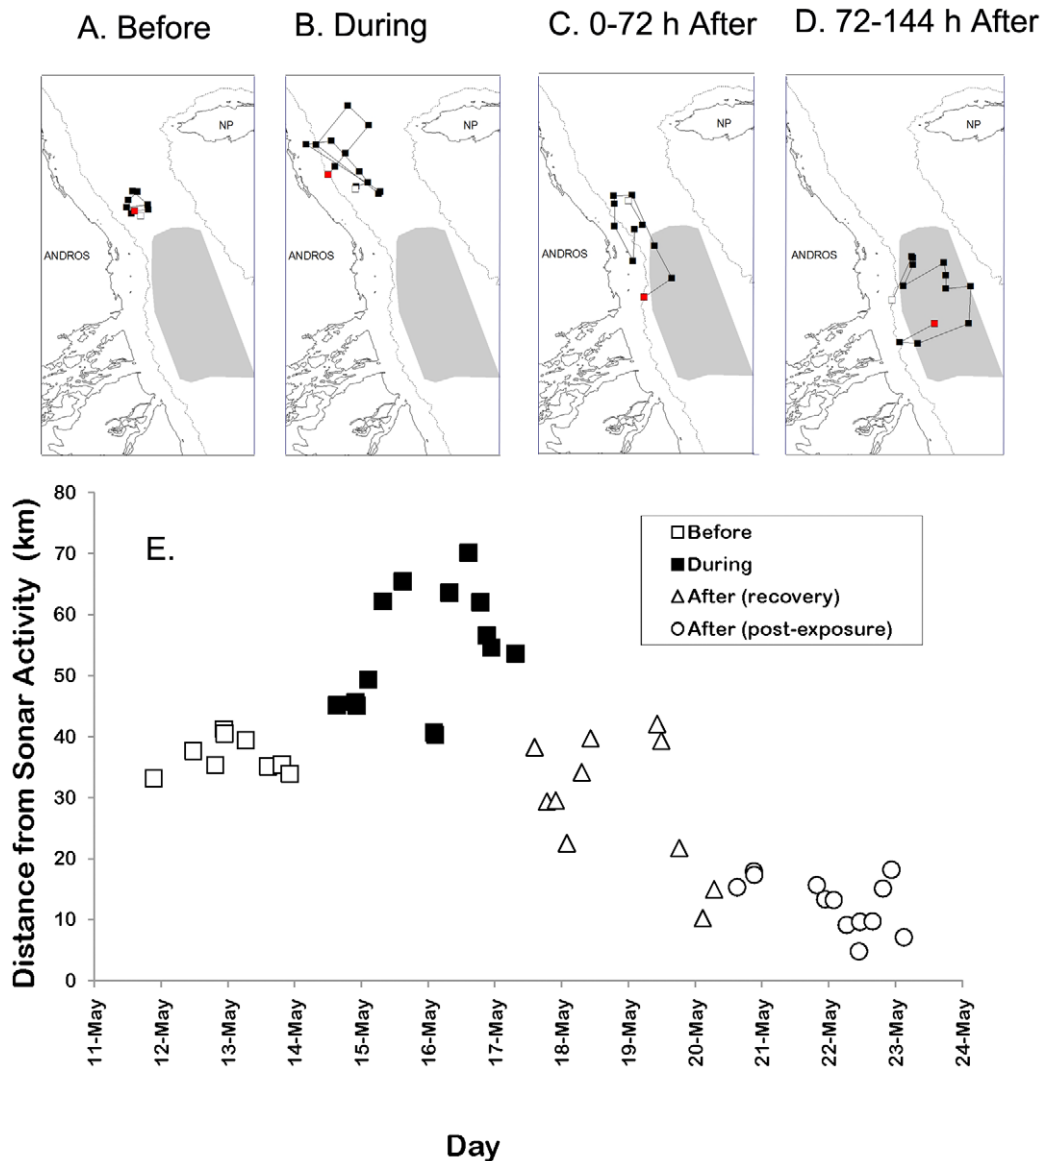 A. Before
B. During
C. 0-72 h After
D. 72-144 h After
NP
ANDROS
NP
ANDROS
NP
ANDROS
NP
ANDROS
E.
Distance from Sonar Activity (km)
80
70
60
50
40
30
20
10
0
Before
During
After (recovery)
After (post-exposure)
11-May
12-May
13-May
14-May
15-May
16-May
17-May
18-May
19-May
20-May
21-May
22-May
23-May
24-May
Day